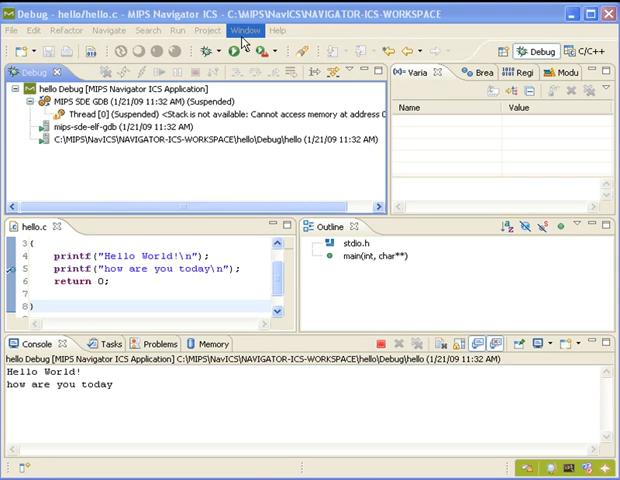 Debug - hello/hello.c - MIPS Navigator ICS - C:\MIPS\NavICS\NAVIGATOR-ICS-WORKSPACE
File Edit Refactor Navigate Search Run Project Window Help
Debug C/C++
Debug
hello Debug [MIPS Navigator ICS Application]
MIPS SDE GDB (1/21/09 11:32 AM) (Suspended)
Thread [0] (Suspended) <Stack is not available: Cannot access memory at address 0
mips-sde-elf-gdb (1/21/09 11:32 AM)
C:\MIPS\NavICS\NAVIGATOR-ICS-WORKSPACE\hello\Debug\hello (1/21/09 11:32 AM)
Varia Brea Regi Modu
Name Value
hello.c
3 {
4 printf("Hello World!\n");
5 printf("how are you today\n");
6 return 0;
7
8 }
Outline
stdio.h
main(int, char**)
Console Tasks Problems Memory
hello Debug [MIPS Navigator ICS Application] C:\MIPS\NavICS\NAVIGATOR-ICS-WORKSPACE\hello\Debug\hello (1/21/09 11:32 AM)
Hello World!
how are you today